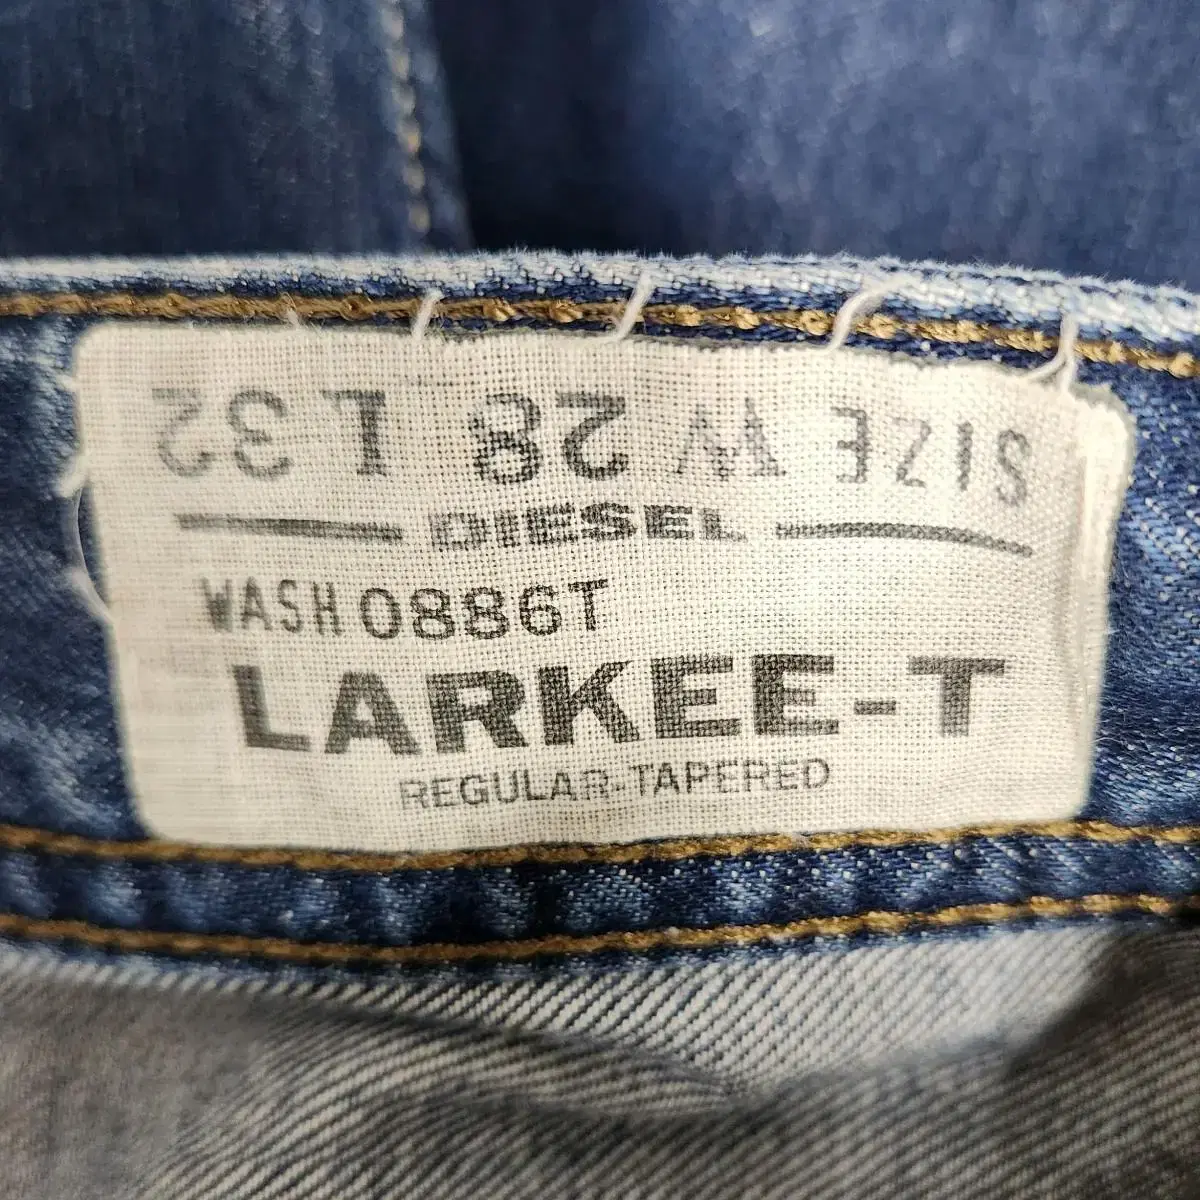 SIZE W 28 L 32
DIESEL
WASH 0886T
LARKEE-T
REGULAR-TAPERED